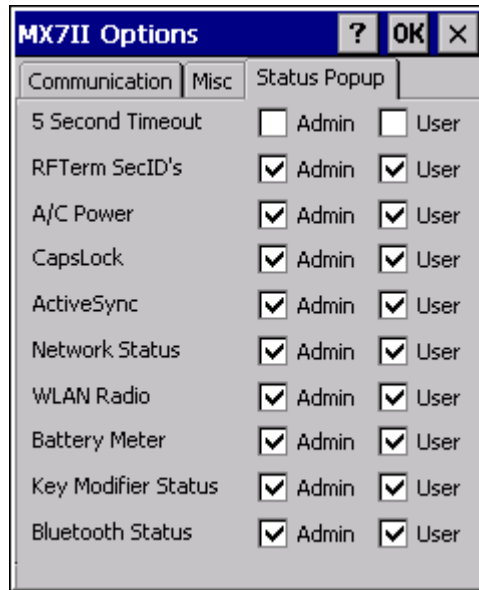 MX7II Options ? OK ×
Communication Misc Status Popup
5 Second Timeout Admin User
RFTerm SecID's Admin User
A/C Power Admin User
CapsLock Admin User
ActiveSync Admin User
Network Status Admin User
WLAN Radio Admin User
Battery Meter Admin User
Key Modifier Status Admin User
Bluetooth Status Admin User